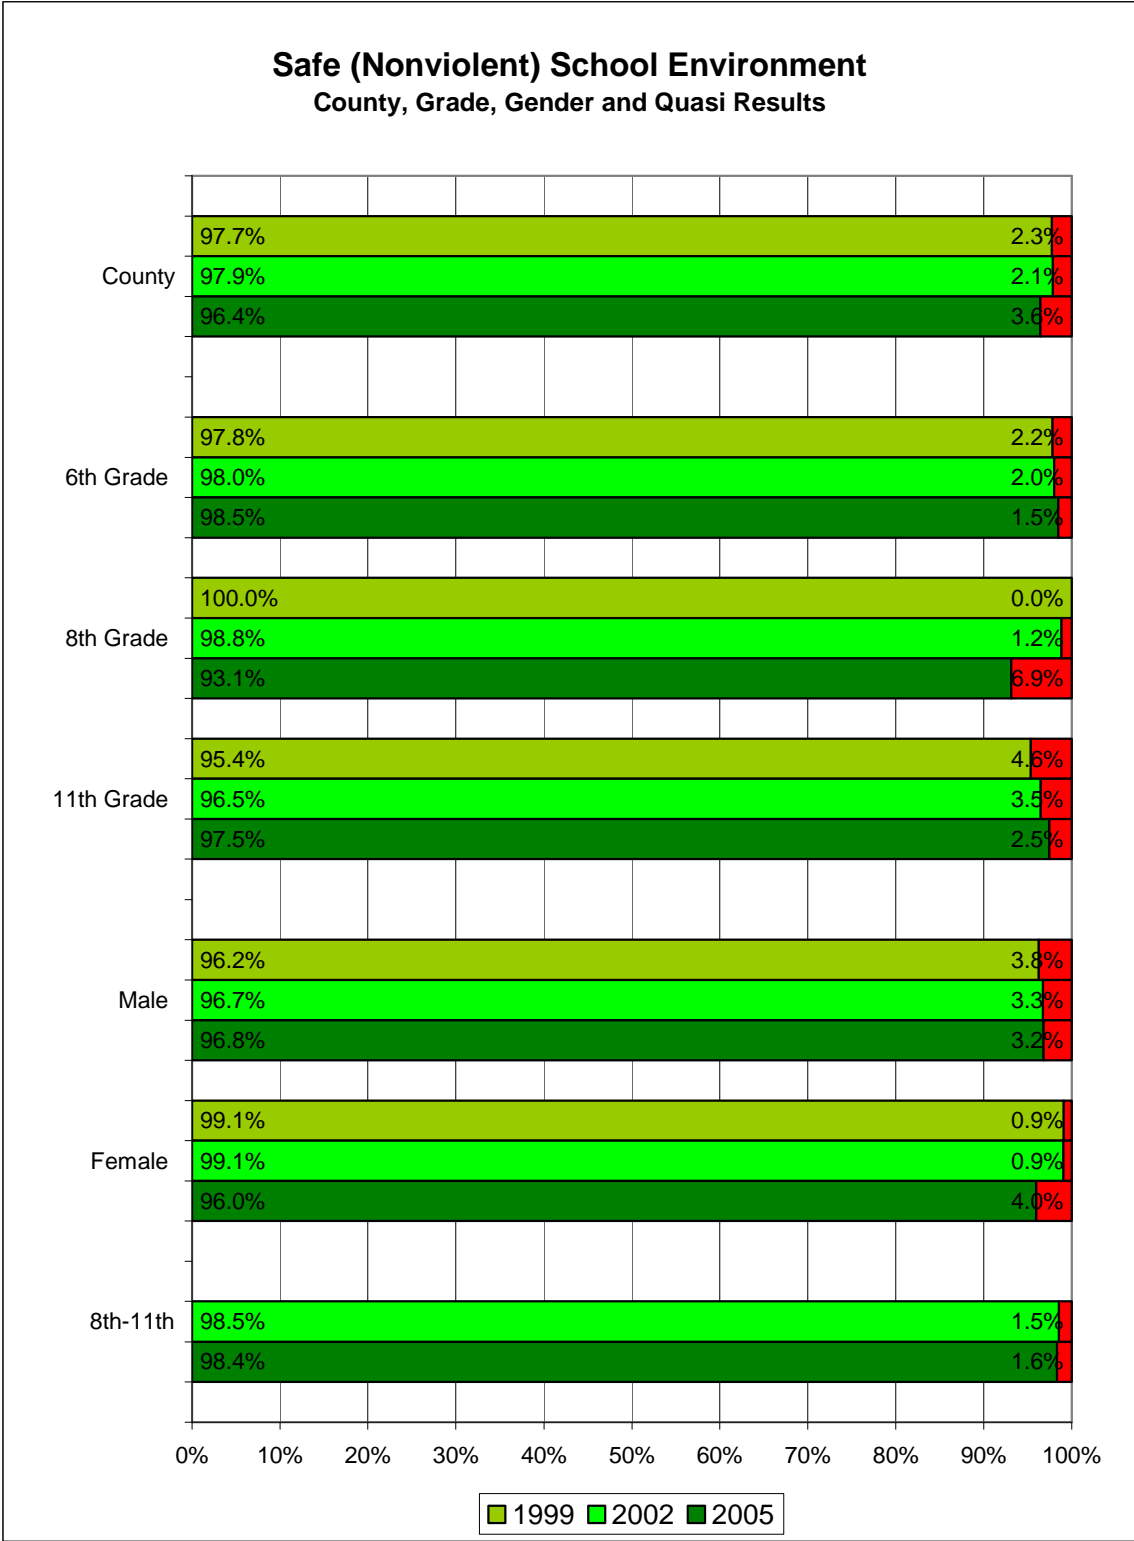 Safe (Nonviolent) School Environment
County, Grade, Gender and Quasi Results
97.7% 2.3%
County
97.9% 2.1%
96.4% 3.6%
97.8% 2.2%
6th Grade
98.0% 2.0%
98.5% 1.5%
100.0% 0.0%
8th Grade
98.8% 1.2%
93.1% 6.9%
95.4% 4.6%
11th Grade
96.5% 3.5%
97.5% 2.5%
96.2% 3.8%
Male
96.7% 3.3%
96.8% 3.2%
99.1% 0.9%
Female
99.1% 0.9%
96.0% 4.0%
8th-11th
98.5% 1.5%
98.4% 1.6%
0% 10% 20% 30% 40% 50% 60% 70% 80% 90% 100%
1999 2002 2005